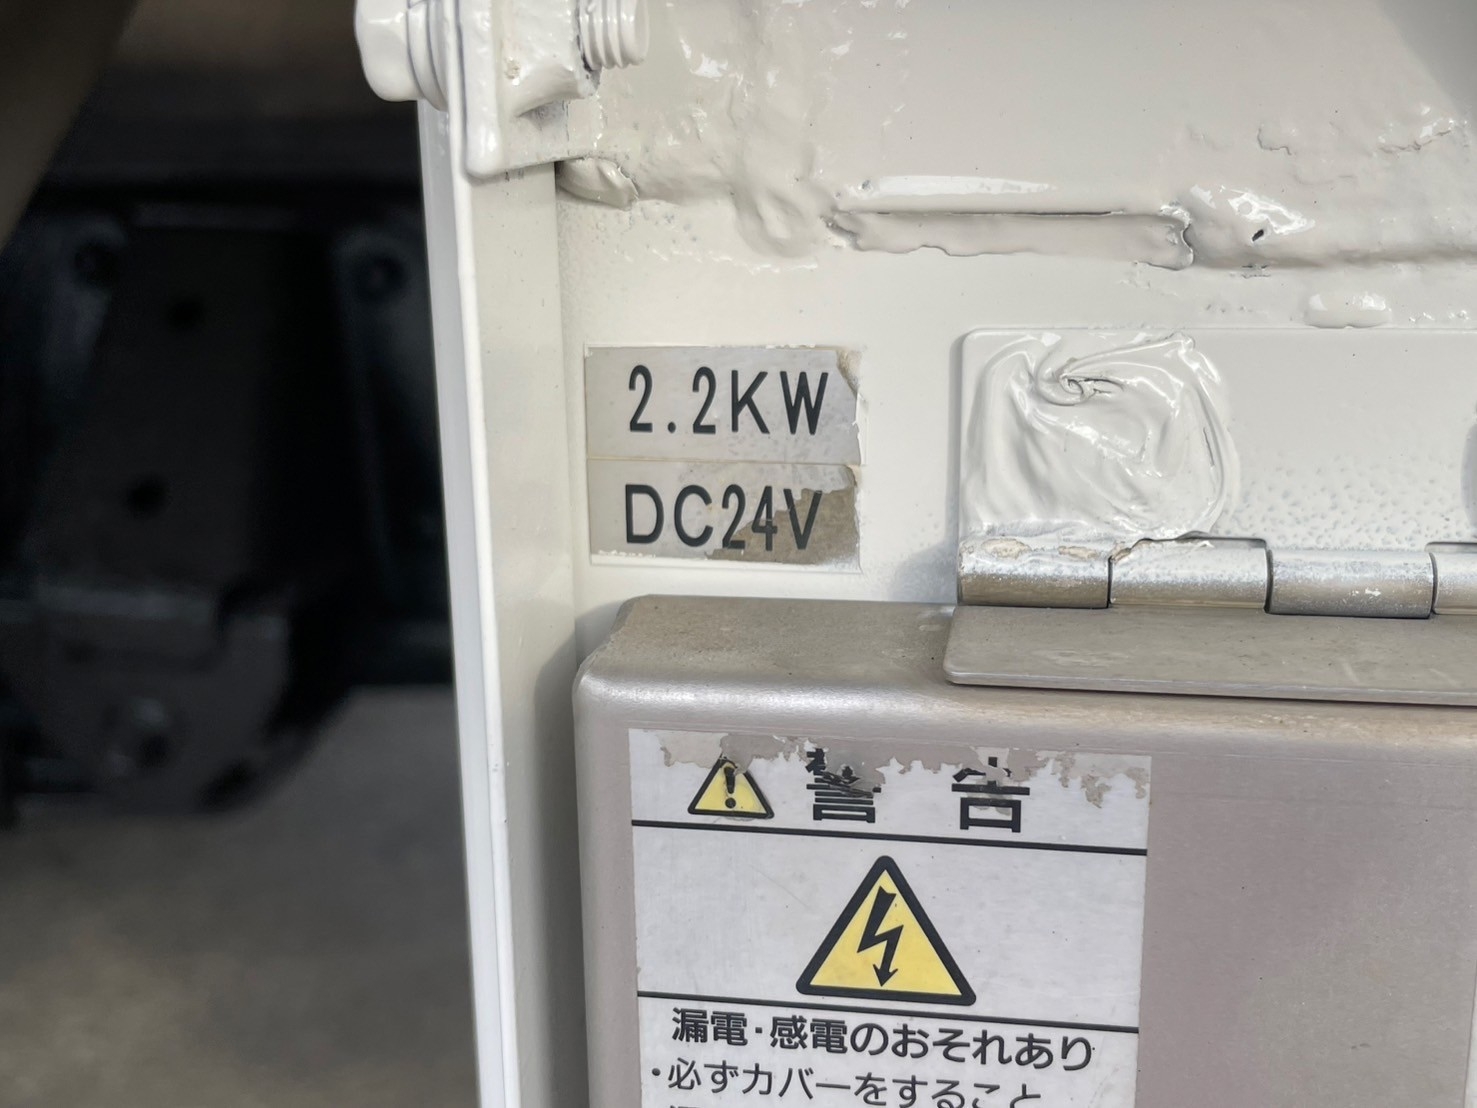 2.2KW
DC24V
警告
漏電・感電のおそれあり
・必ずカバーをすること